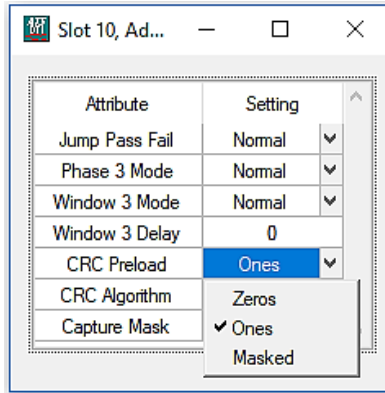 Slot 10, Ad...
Attribute Setting
Jump Pass Fail Normal
Phase 3 Mode Normal
Window 3 Mode Normal
Window 3 Delay 0
CRC Preload Ones
CRC Algorithm
Capture Mask
Zeros
Ones
Masked